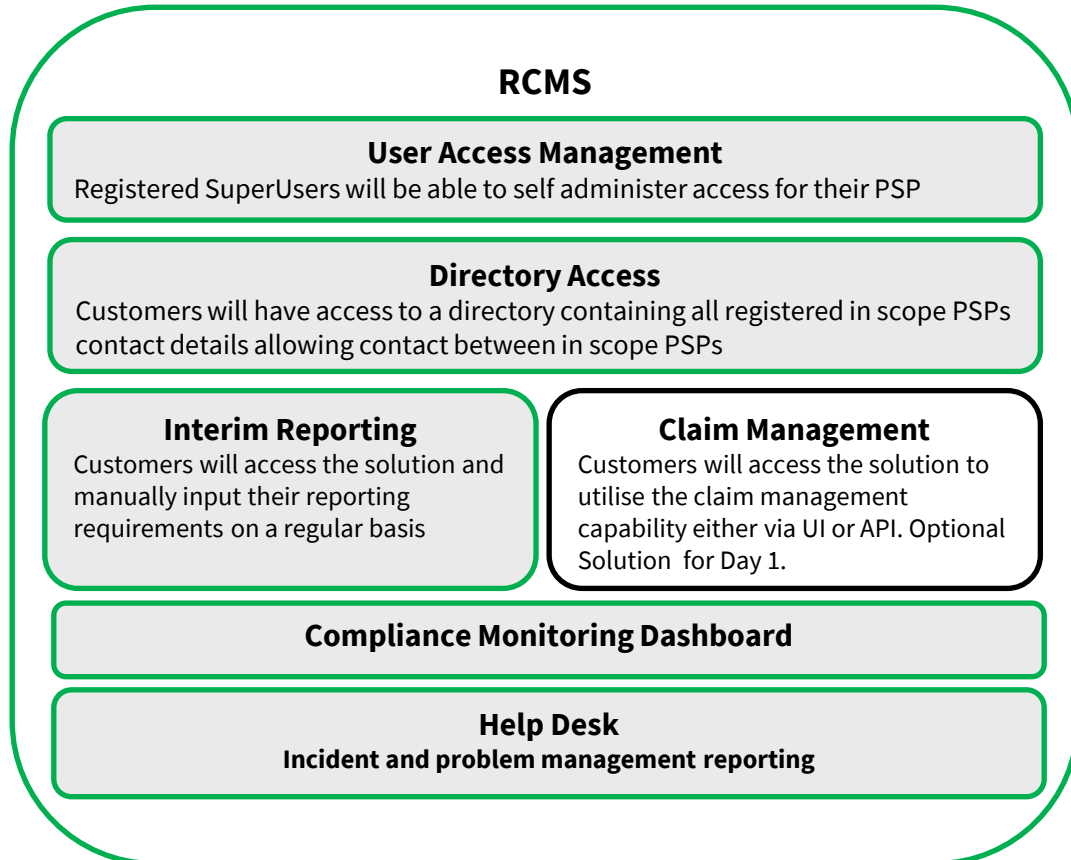 RCMS
User Access Management
Registered SuperUsers will be able to self administer access for their PSP
Directory Access
Customers will have access to a directory containing all registered in scope PSPs
contact details allowing contact between in scope PSPs
Interim Reporting
Customers will access the solution and
manually input their reporting
requirements on a regular basis
Claim Management
Customers will access the solution to
utilise the claim management
capability either via UI or API. Optional
Solution for Day 1.
Compliance Monitoring Dashboard
Help Desk
Incident and problem management reporting